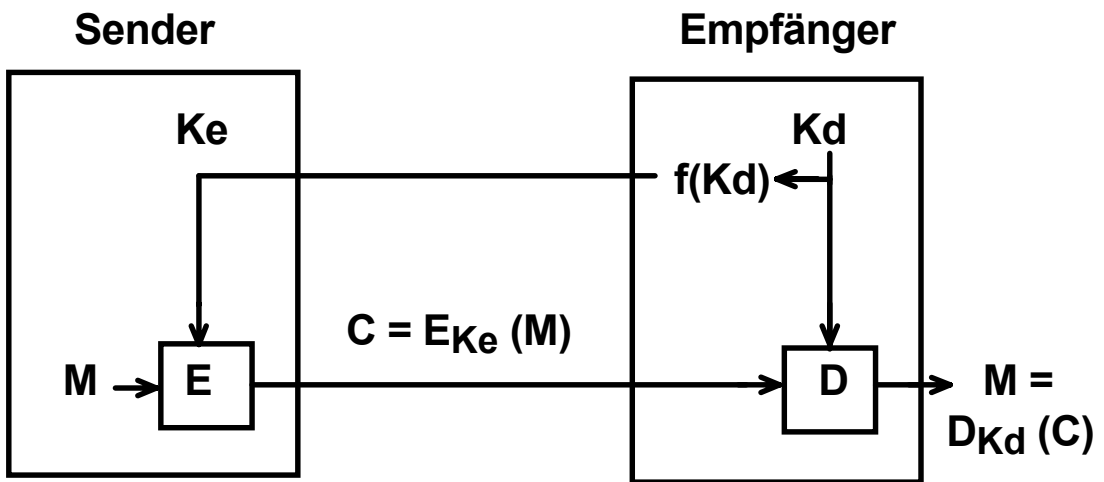 Sender
Empfänger
Ke
Kd
f(Kd)
C = EKe (M)
M
E
D
M =
DKd (C)